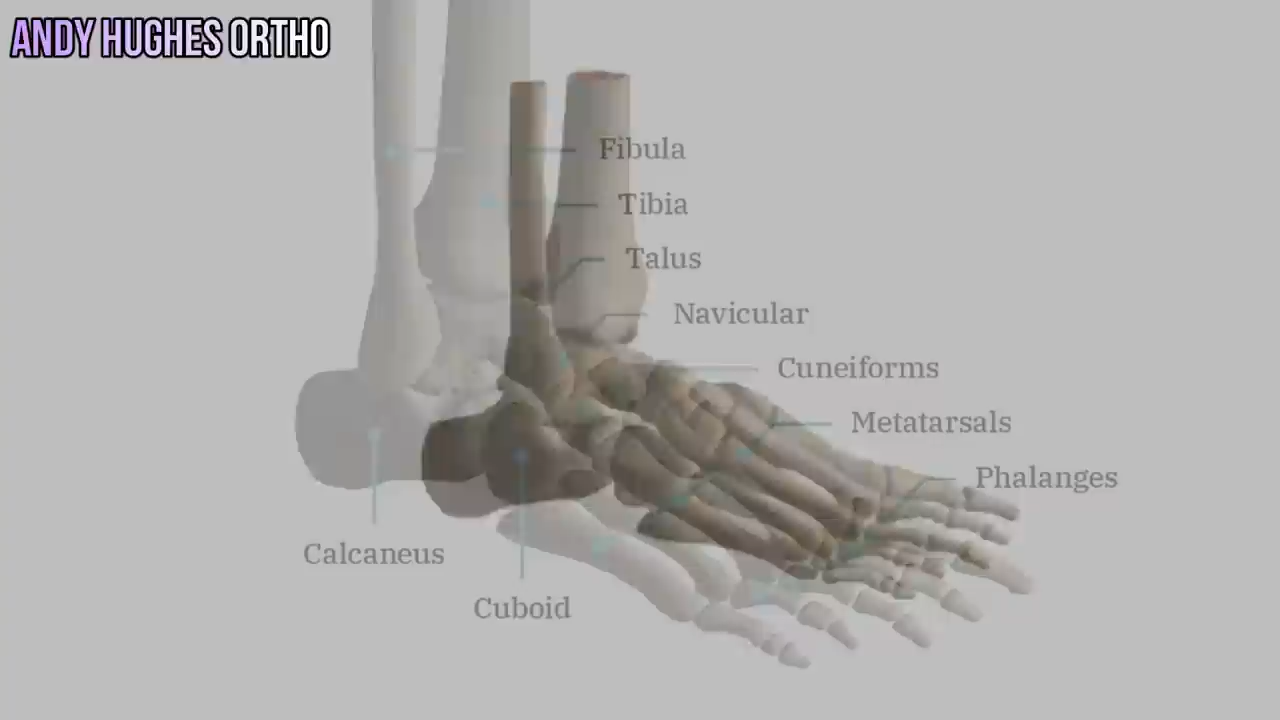 ANDY HUGHES ORTHO
Fibula
Tibia
Talus
Navicular
Cuneiforms
Metatarsals
Phalanges
Calcaneus
Cuboid